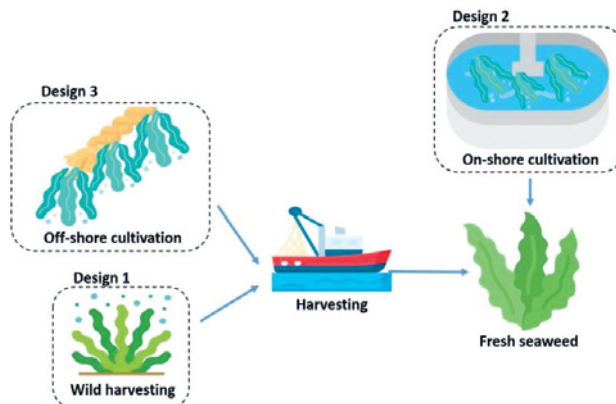 Design 2
On-shore cultivation
Design 3
Off-shore cultivation
Design 1
Wild harvesting
Harvesting
Fresh seaweed